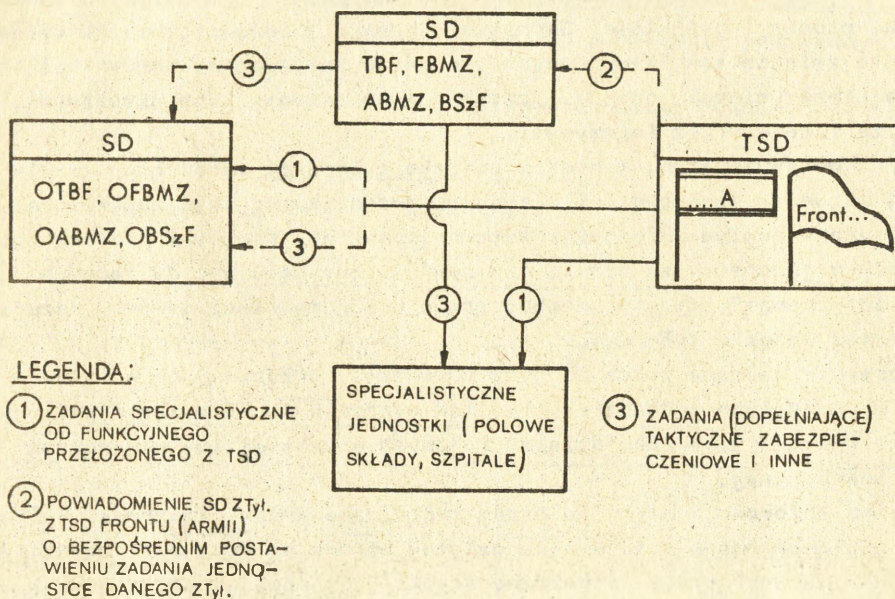 SD
TBF, FBMZ,
ABMZ, BSzF
3
2
SD
OTBF, OFBMZ,
OABMZ, OBSzF
1
3
TSD
.... A
Front...
3
1
SPECJALISTYCZNE
JEDNOSTKI ( POLOWE
SKŁADY, SZPITALE)
LEGENDA:
1 ZADANIA SPECJALISTYCZNE
OD FUNKCYJNEGO
PRZEŁOŻONEGO Z TSD
2 POWIADOMIENIE SD ZTył.
Z TSD FRONTU (ARMII)
O BEZPOŚREDNIM POSTA-
WIENIU ZADANIA JEDNO-
STCE DANEGO ZTył.
3 ZADANIA (DOPEŁNIAJĄCE)
TAKTYCZNE ZABEZPIE-
CZENIOWE I INNE